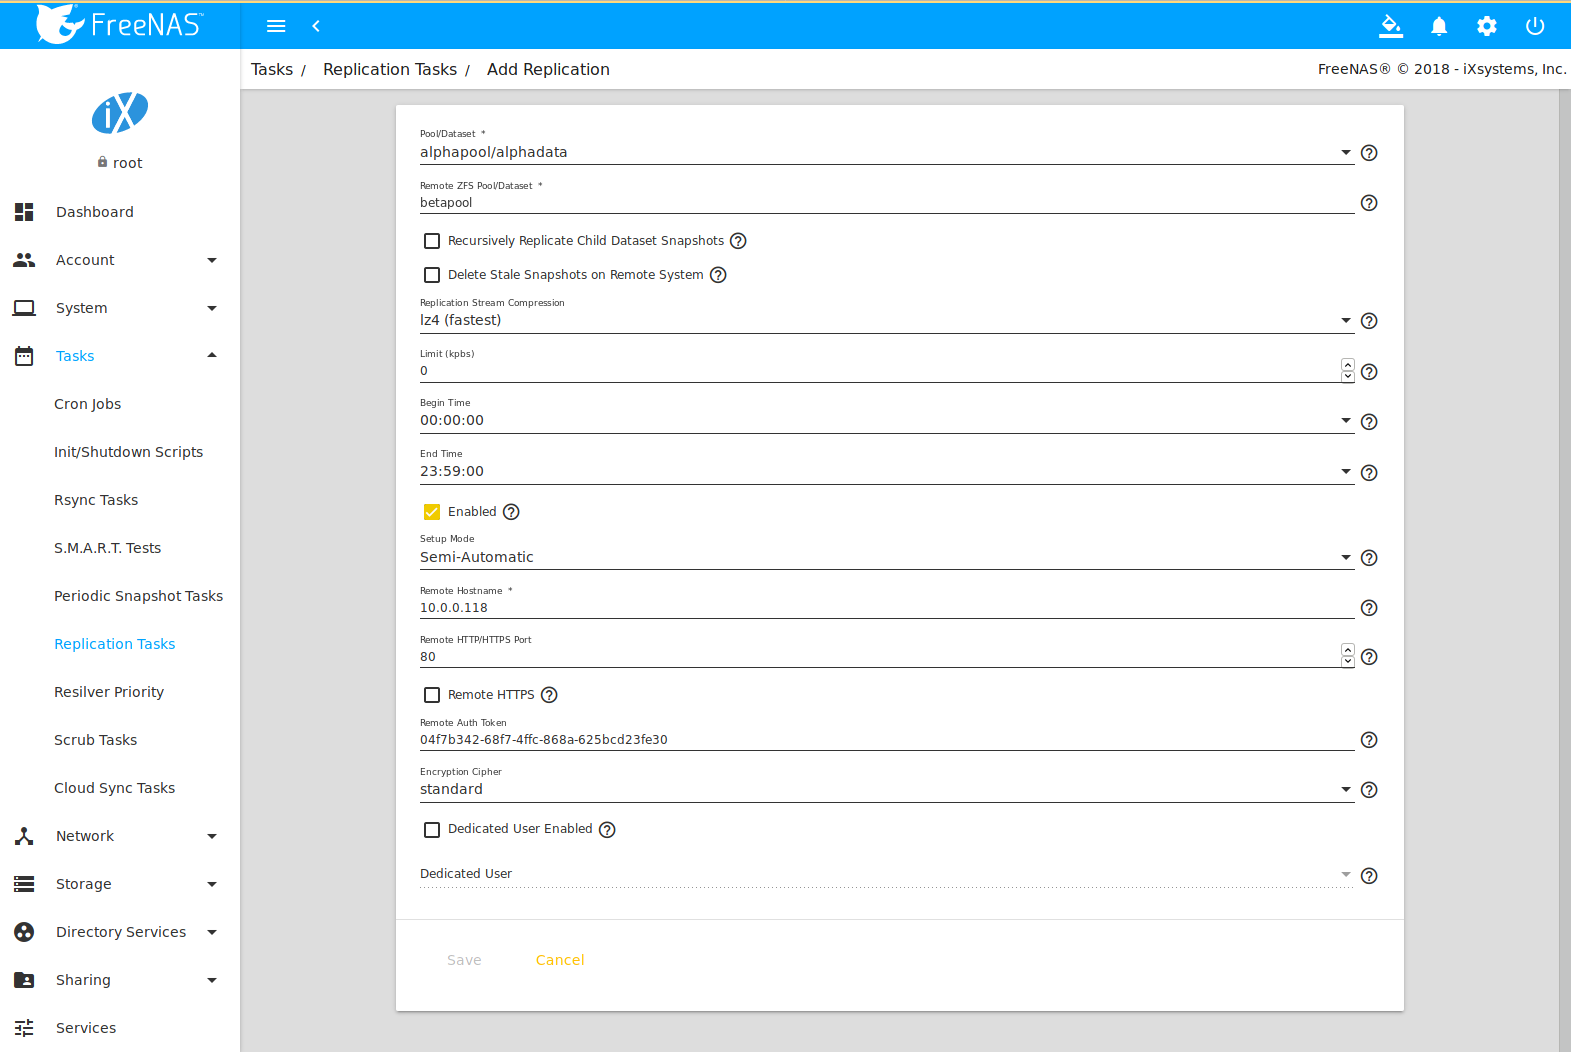 FreeNAS™
Tasks / Replication Tasks / Add Replication
FreeNAS® © 2018 - iXsystems, Inc.
iX
root
Dashboard
Account
System
Tasks
Cron Jobs
Init/Shutdown Scripts
Rsync Tasks
S.M.A.R.T. Tests
Periodic Snapshot Tasks
Replication Tasks
Resilver Priority
Scrub Tasks
Cloud Sync Tasks
Network
Storage
Directory Services
Sharing
Services
Pool/Dataset *
alphapool/alphadata
Remote ZFS Pool/Dataset *
betapool
Recursively Replicate Child Dataset Snapshots
Delete Stale Snapshots on Remote System
Replication Stream Compression
lz4 (fastest)
Limit (kpbs)
0
Begin Time
00:00:00
End Time
23:59:00
Enabled
Setup Mode
Semi-Automatic
Remote Hostname *
10.0.0.118
Remote HTTP/HTTPS Port
80
Remote HTTPS
Remote Auth Token
04f7b342-68f7-4ffc-868a-625bcd23fe30
Encryption Cipher
standard
Dedicated User Enabled
Dedicated User
Save Cancel